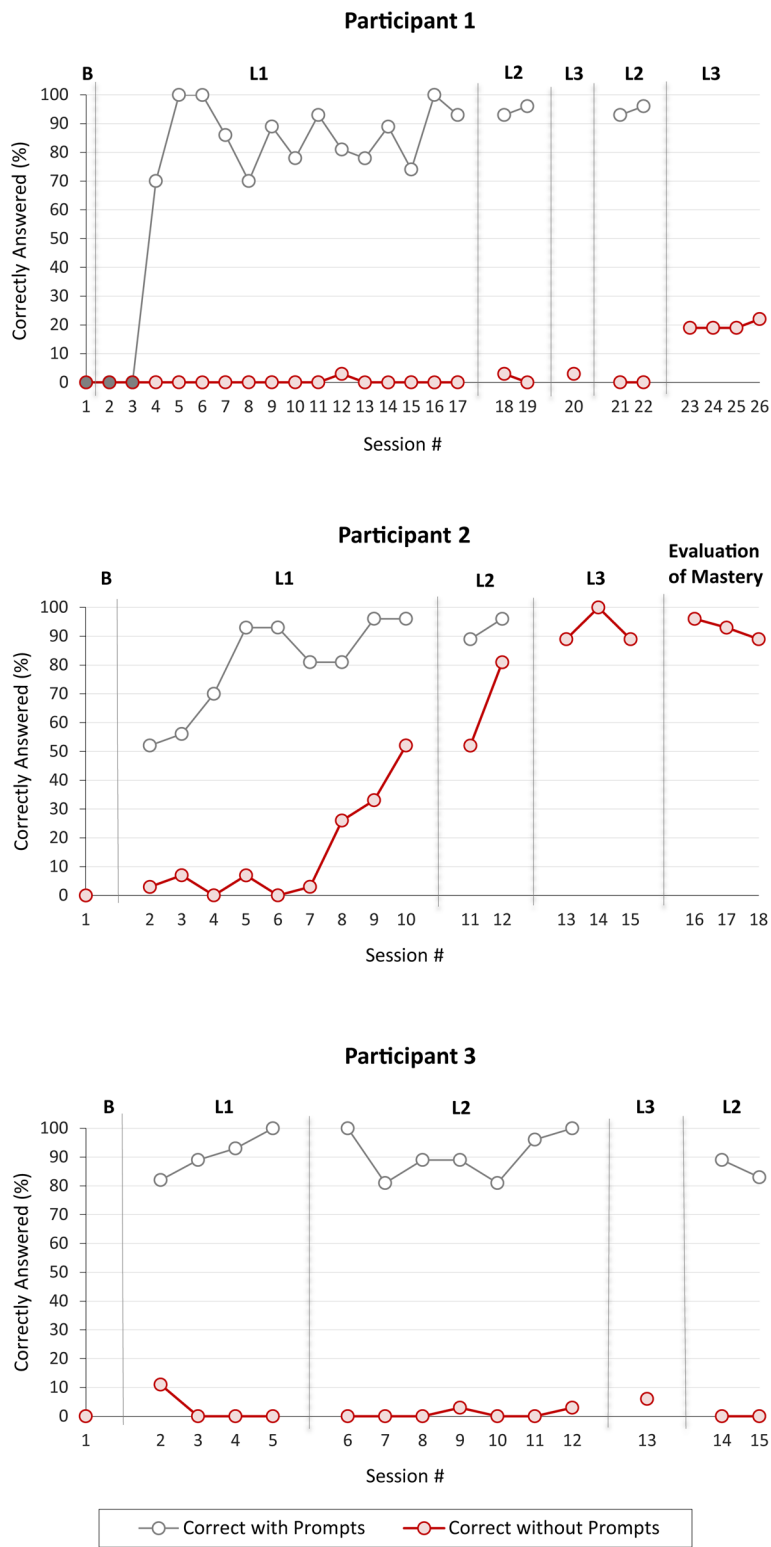 Participant 1
B L1 L2 L3 L2 L3
100
90
80
70
60
50
40
30
20
10
0
Correctly Answered (%)
1 2 3 4 5 6 7 8 9 10 11 12 13 14 15 16 17 18 19 20 21 22 23 24 25 26
Session #
Participant 2
Evaluation
of Mastery
B L1 L2 L3
100
90
80
70
60
50
40
30
20
10
0
Correctly Answered (%)
1 2 3 4 5 6 7 8 9 10 11 12 13 14 15 16 17 18
Session #
Participant 3
B L1 L2 L3 L2
100
90
80
70
60
50
40
30
20
10
0
Correctly Answered (%)
1 2 3 4 5 6 7 8 9 10 11 12 13 14 15
Session #
Correct with Prompts Correct without Prompts